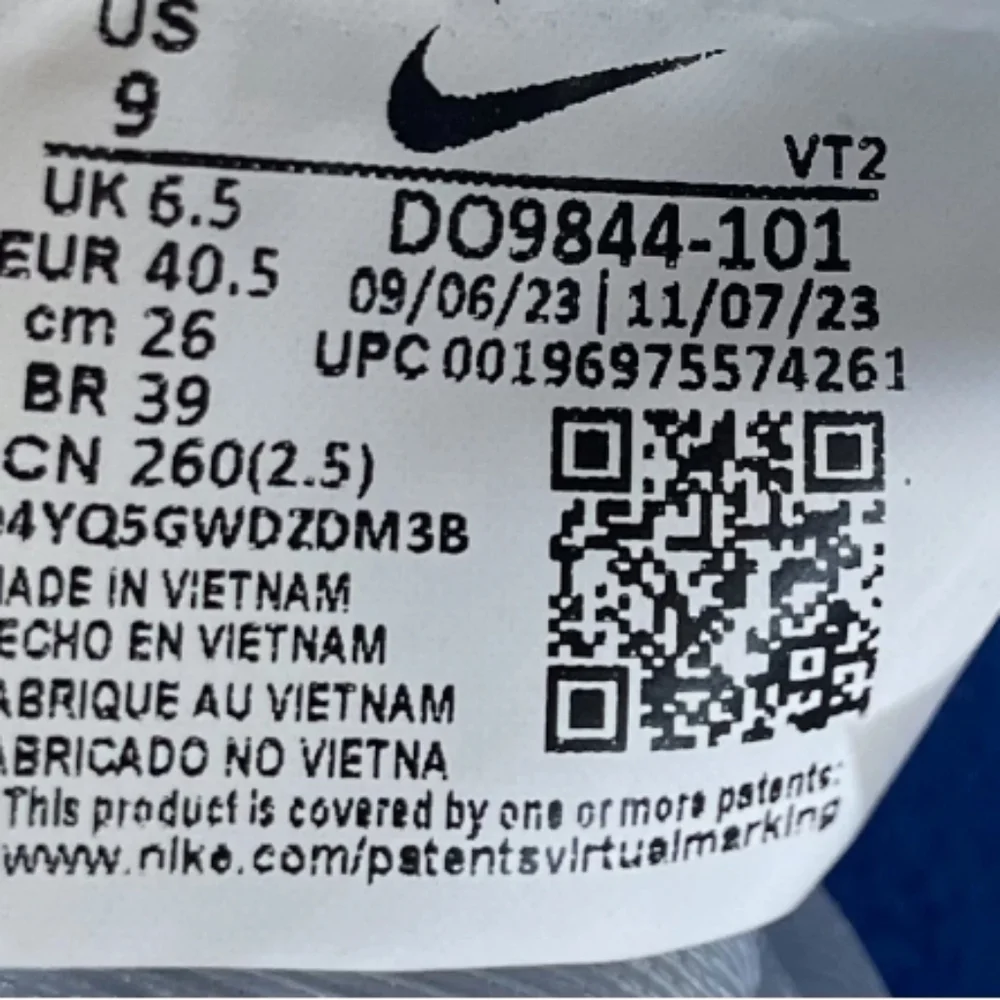 US
9
VT2
UK 6.5
DO9844-101
EUR 40.5
09/06/23 | 11/07/23
cm 26
UPC 00196975574261
BR 39
CN 260(2.5)
4YQ5GWDZDM3B
ADE IN VIETNAM
ECHO EN VIETNAM
ABRIQUE AU VIETNAM
ABRICADO NO VIETNA
This product is covered by one or more patents:
www.nike.com/patentsvirtualmarking